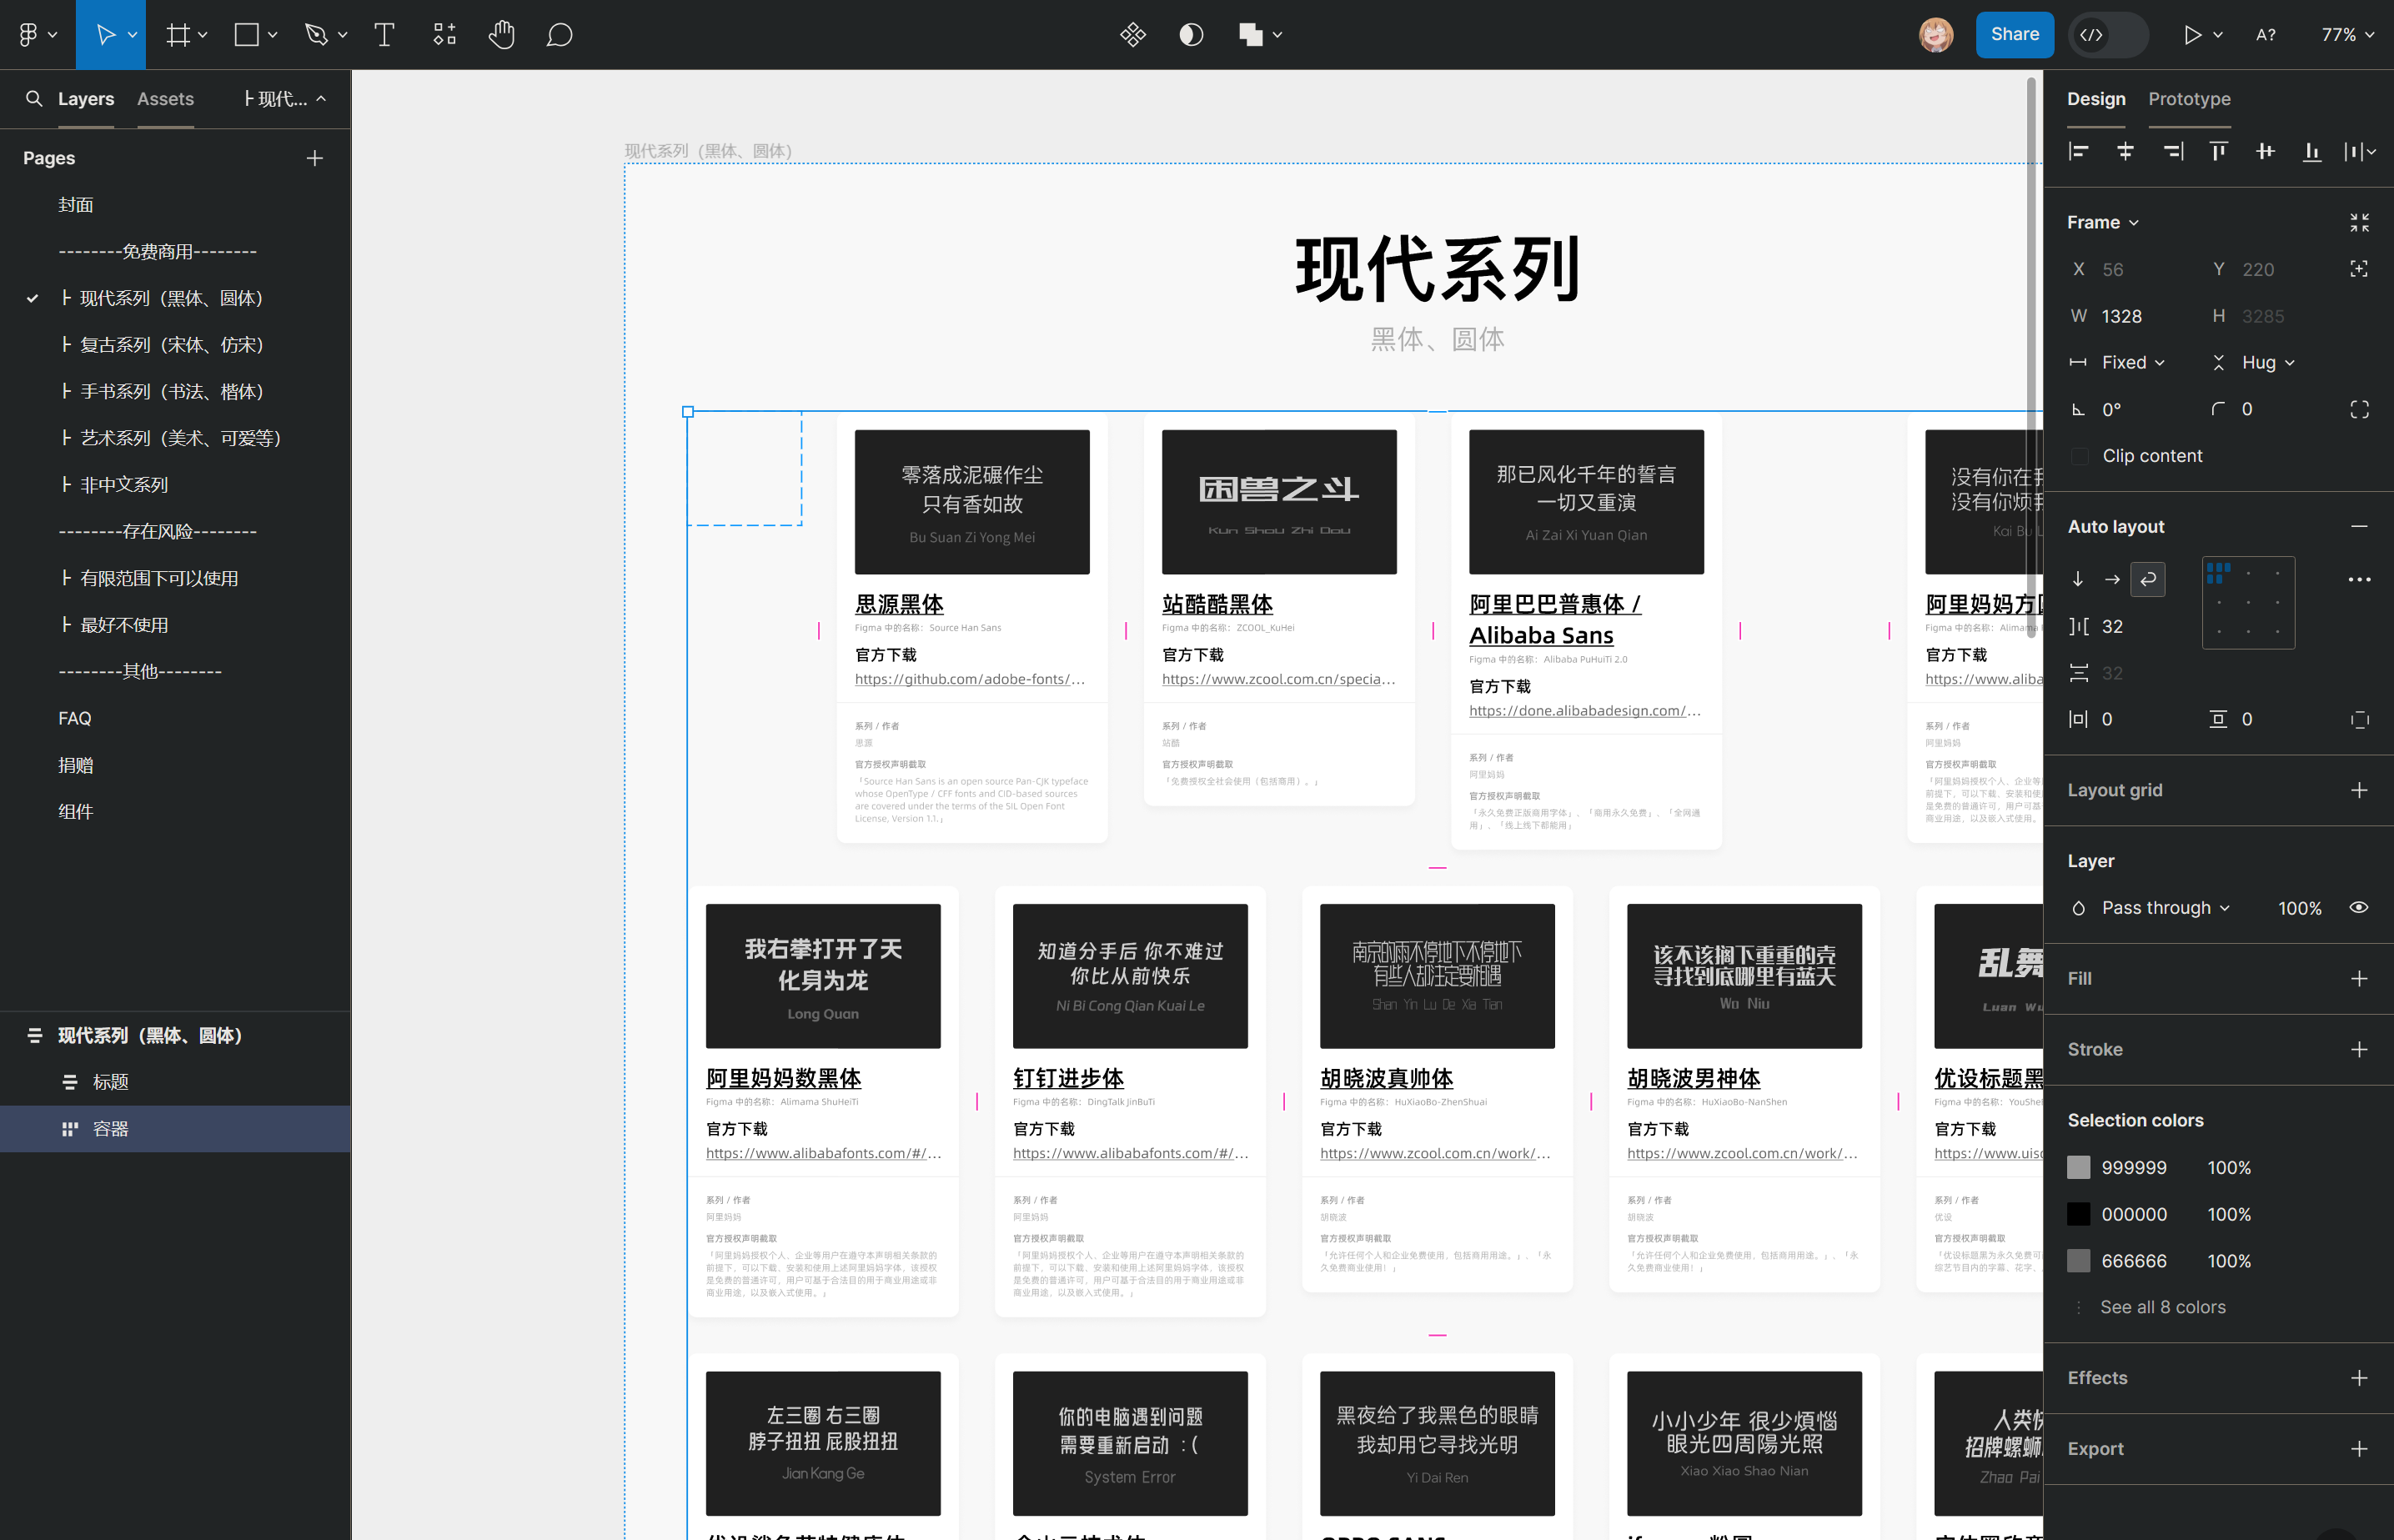 Share
A?
77%
Layers
Assets
┣ 现代...
Pages
封面
--------免费商用--------
┣ 现代系列（黑体、圆体）
┣ 复古系列（宋体、仿宋）
┣ 手书系列（书法、楷体）
┣ 艺术系列（美术、可爱等）
┣ 非中文系列
--------存在风险--------
┣ 有限范围下可以使用
┣ 最好不使用
--------其他--------
FAQ
捐赠
组件
现代系列（黑体、圆体）
标题
容器
现代系列（黑体、圆体）
现代系列
黑体、圆体
零落成泥碾作尘
只有香如故
Bu Suan Zi Yong Mei
思源黑体
Figma 中的名称：Source Han Sans
官方下载
https://github.com/adobe-fonts/...
系列 / 作者
思源
官方授权声明截取
「Source Han Sans is an open source Pan-CJK typeface
whose OpenType / CFF fonts and CID-based sources
are covered under the terms of the SIL Open Font
License, Version 1.1.」
困兽之斗
Kun Shou Zhi Dou
站酷酷黑体
Figma 中的名称：ZCOOL_KuHei
官方下载
https://www.zcool.com.cn/specia...
系列 / 作者
站酷
官方授权声明截取
「免费授权全社会使用（包括商用）。」
那已风化千年的誓言
一切又重演
Ai Zai Xi Yuan Qian
阿里巴巴普惠体 /
Alibaba Sans
Figma 中的名称：Alibaba PuHuiTi 2.0
官方下载
https://done.alibabadesign.com/...
系列 / 作者
阿里妈妈
官方授权声明截取
「永久免费正版商用字体」、「商用永久免费」、「全网通
用」、「线上线下都能用」
没有你在我
没有你烦我
Kai Bu L
阿里妈妈方圆
Figma 中的名称：Alimama
官方下载
https://www.aliba
系列 / 作者
阿里妈妈
官方授权声明截取
「阿里妈妈授权个人、企业等
前提下，可以下载、安装和使
是免费的普通许可，用户可基
商业用途，以及嵌入式使用。
我右拳打开了天
化身为龙
Long Quan
阿里妈妈数黑体
Figma 中的名称：Alimama ShuHeiTi
官方下载
https://www.alibabafonts.com/#/...
系列 / 作者
阿里妈妈
官方授权声明截取
「阿里妈妈授权个人、企业等用户在遵守本声明相关条款的
前提下，可以下载、安装和使用上述阿里妈妈字体，该授权
是免费的普通许可，用户可基于合法目的用于商业用途或非
商业用途，以及嵌入式使用。」
知道分手后 你不难过
你比从前快乐
Ni Bi Cong Qian Kuai Le
钉钉进步体
Figma 中的名称：DingTalk JinBuTi
官方下载
https://www.alibabafonts.com/#/...
系列 / 作者
阿里妈妈
官方授权声明截取
「阿里妈妈授权个人、企业等用户在遵守本声明相关条款的
前提下，可以下载、安装和使用上述阿里妈妈字体，该授权
是免费的普通许可，用户可基于合法目的用于商业用途或非
商业用途，以及嵌入式使用。」
南京的雨不停地下不停地下
有些人却注定要相遇
Shan Yin Lu De Xia Tian
胡晓波真帅体
Figma 中的名称：HuXiaoBo-ZhenShuai
官方下载
https://www.zcool.com.cn/work/...
系列 / 作者
胡晓波
官方授权声明截取
「允许任何个人和企业免费使用，包括商用用途。」、「永
久免费商业使用！」
该不该搁下重重的壳
寻找到底哪里有蓝天
Wo Niu
胡晓波男神体
Figma 中的名称：HuXiaoBo-NanShen
官方下载
https://www.zcool.com.cn/work/...
系列 / 作者
胡晓波
官方授权声明截取
「允许任何个人和企业免费使用，包括商用用途。」、「永
久免费商业使用！」
乱舞
Luan Wu
优设标题黑
Figma 中的名称：YouShe
官方下载
https://www.uisc
系列 / 作者
优设
官方授权声明截取
「优设标题黑为永久免费可
综艺节目内的字幕、花字、
左三圈 右三圈
脖子扭扭 屁股扭扭
Jian Kang Ge
你的电脑遇到问题
需要重新启动 :(
System Error
黑夜给了我黑色的眼睛
我却用它寻找光明
Yi Dai Ren
小小少年 很少煩惱
眼光四周陽光照
Xiao Xiao Shao Nian
人类快
招牌螺蛳
Zhao Pai
OPPO SANS
Design
Prototype
Frame
X 56
Y 220
W 1328
H 3285
Fixed
Hug
0°
0
Clip content
Auto layout
32
32
0
0
Layout grid
Layer
Pass through
100%
Fill
Stroke
Selection colors
999999 100%
000000 100%
666666 100%
See all 8 colors
Effects
Export